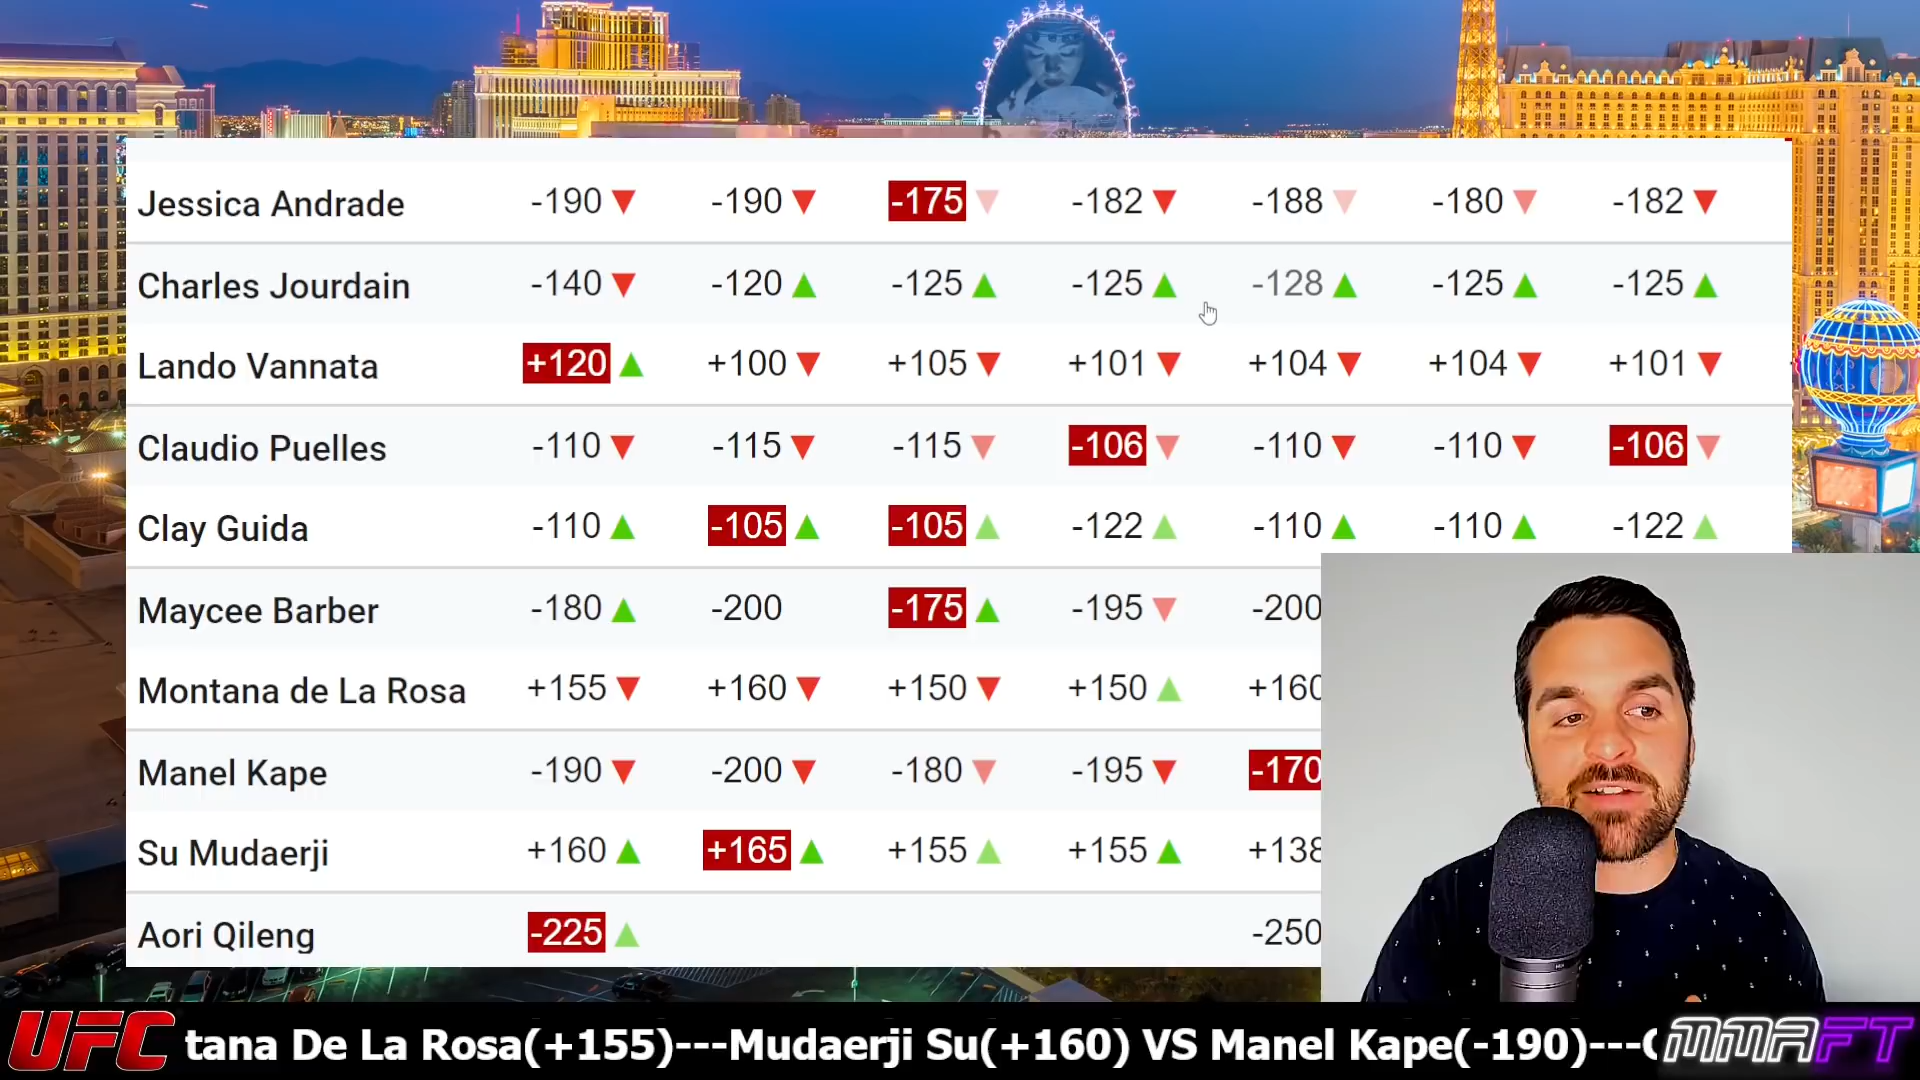 Jessica Andrade -190 -190 -175 -182 -188 -180 -182
Charles Jourdain -140 -120 -125 -125 -128 -125 -125
Lando Vannata +120 +100 +105 +101 +104 +104 +101
Claudio Puelles -110 -115 -115 -106 -110 -110 -106
Clay Guida -110 -105 -105 -122 -110 -110 -122
Maycee Barber -180 -200 -175 -195 -200
Montana de La Rosa +155 +160 +150 +150 +160
Manel Kape -190 -200 -180 -195 -170
Su Mudaerji +160 +165 +155 +155 +138
Aori Qileng -225 -250
UFC tana De La Rosa(+155)---Mudaerji Su(+160) VS Manel Kape(-190)--- MMAFT